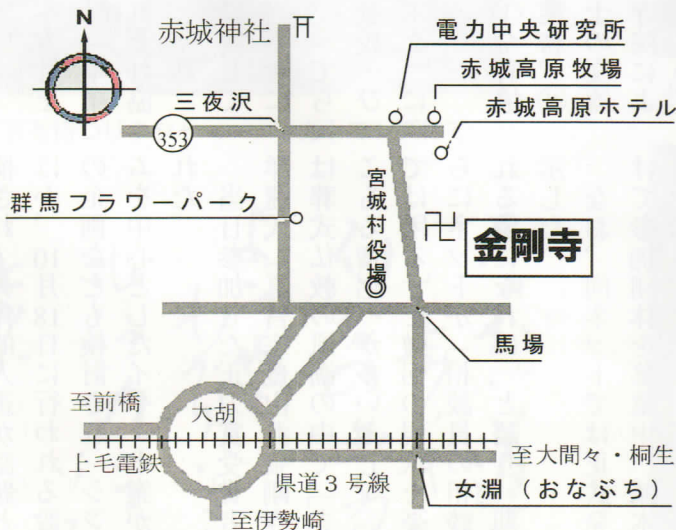 N
赤城神社
電力中央研究所
赤城高原牧場
三夜沢
赤城高原ホテル
353
宮城村役場
群馬フラワーパーク
金剛寺
馬場
至前橋
大胡
上毛電鉄
至大間々・桐生
県道3号線
女淵（おなぶち）
至伊勢崎